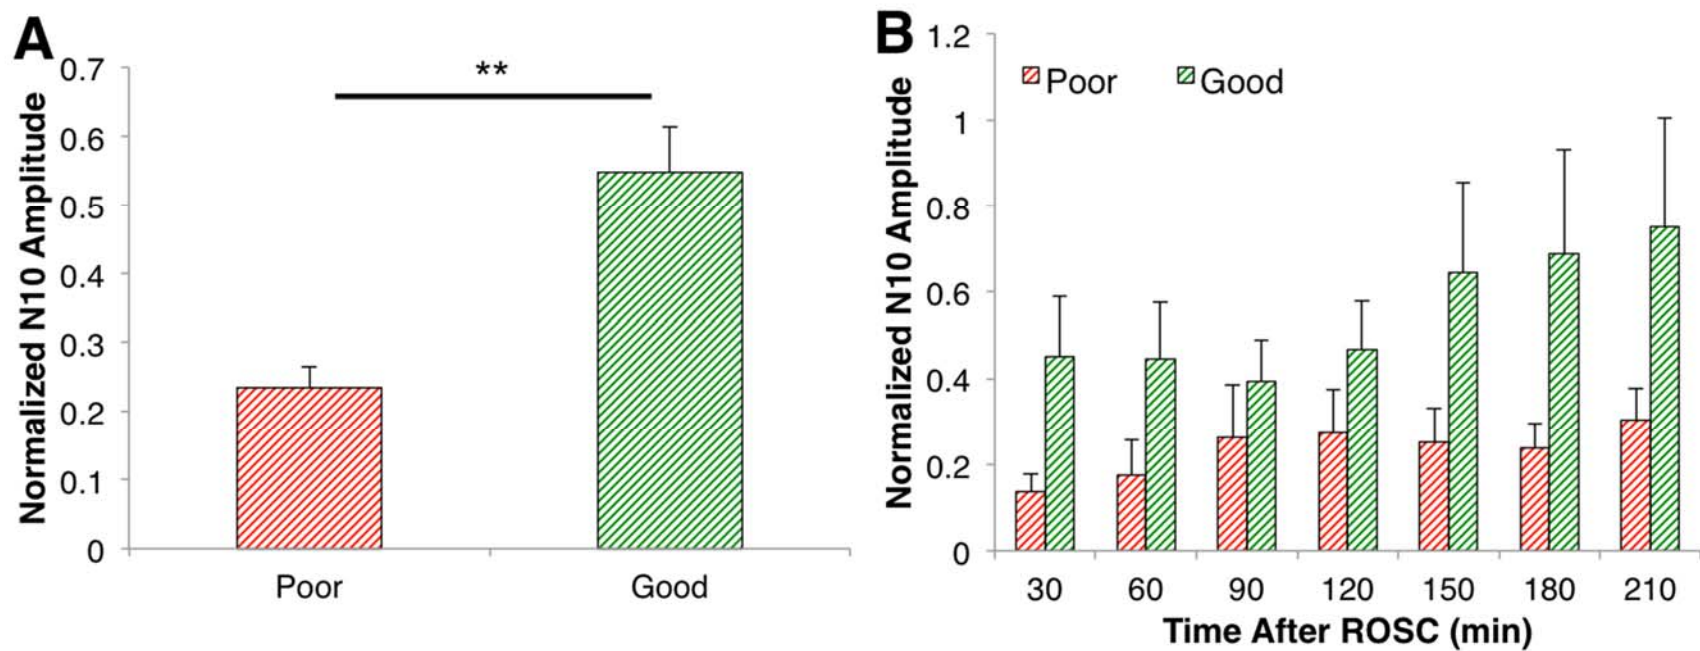 A
Normalized N10 Amplitude
0.7
0.6
0.5
0.4
0.3
0.2
0.1
0
**
Poor
Good
B
Normalized N10 Amplitude
1.2
1
0.8
0.6
0.4
0.2
0
Poor
Good
30 60 90 120 150 180 210
Time After ROSC (min)